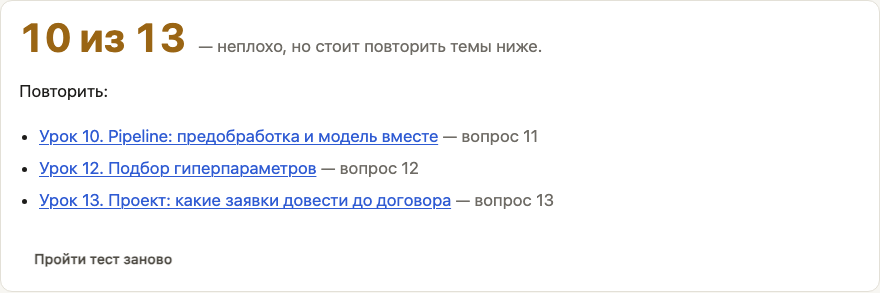 10 из 13 — неплохо, но стоит повторить темы ниже.
Повторить:
• Урок 10. Pipeline: предобработка и модель вместе — вопрос 11
• Урок 12. Подбор гиперпараметров — вопрос 12
• Урок 13. Проект: какие заявки довести до договора — вопрос 13
Пройти тест заново